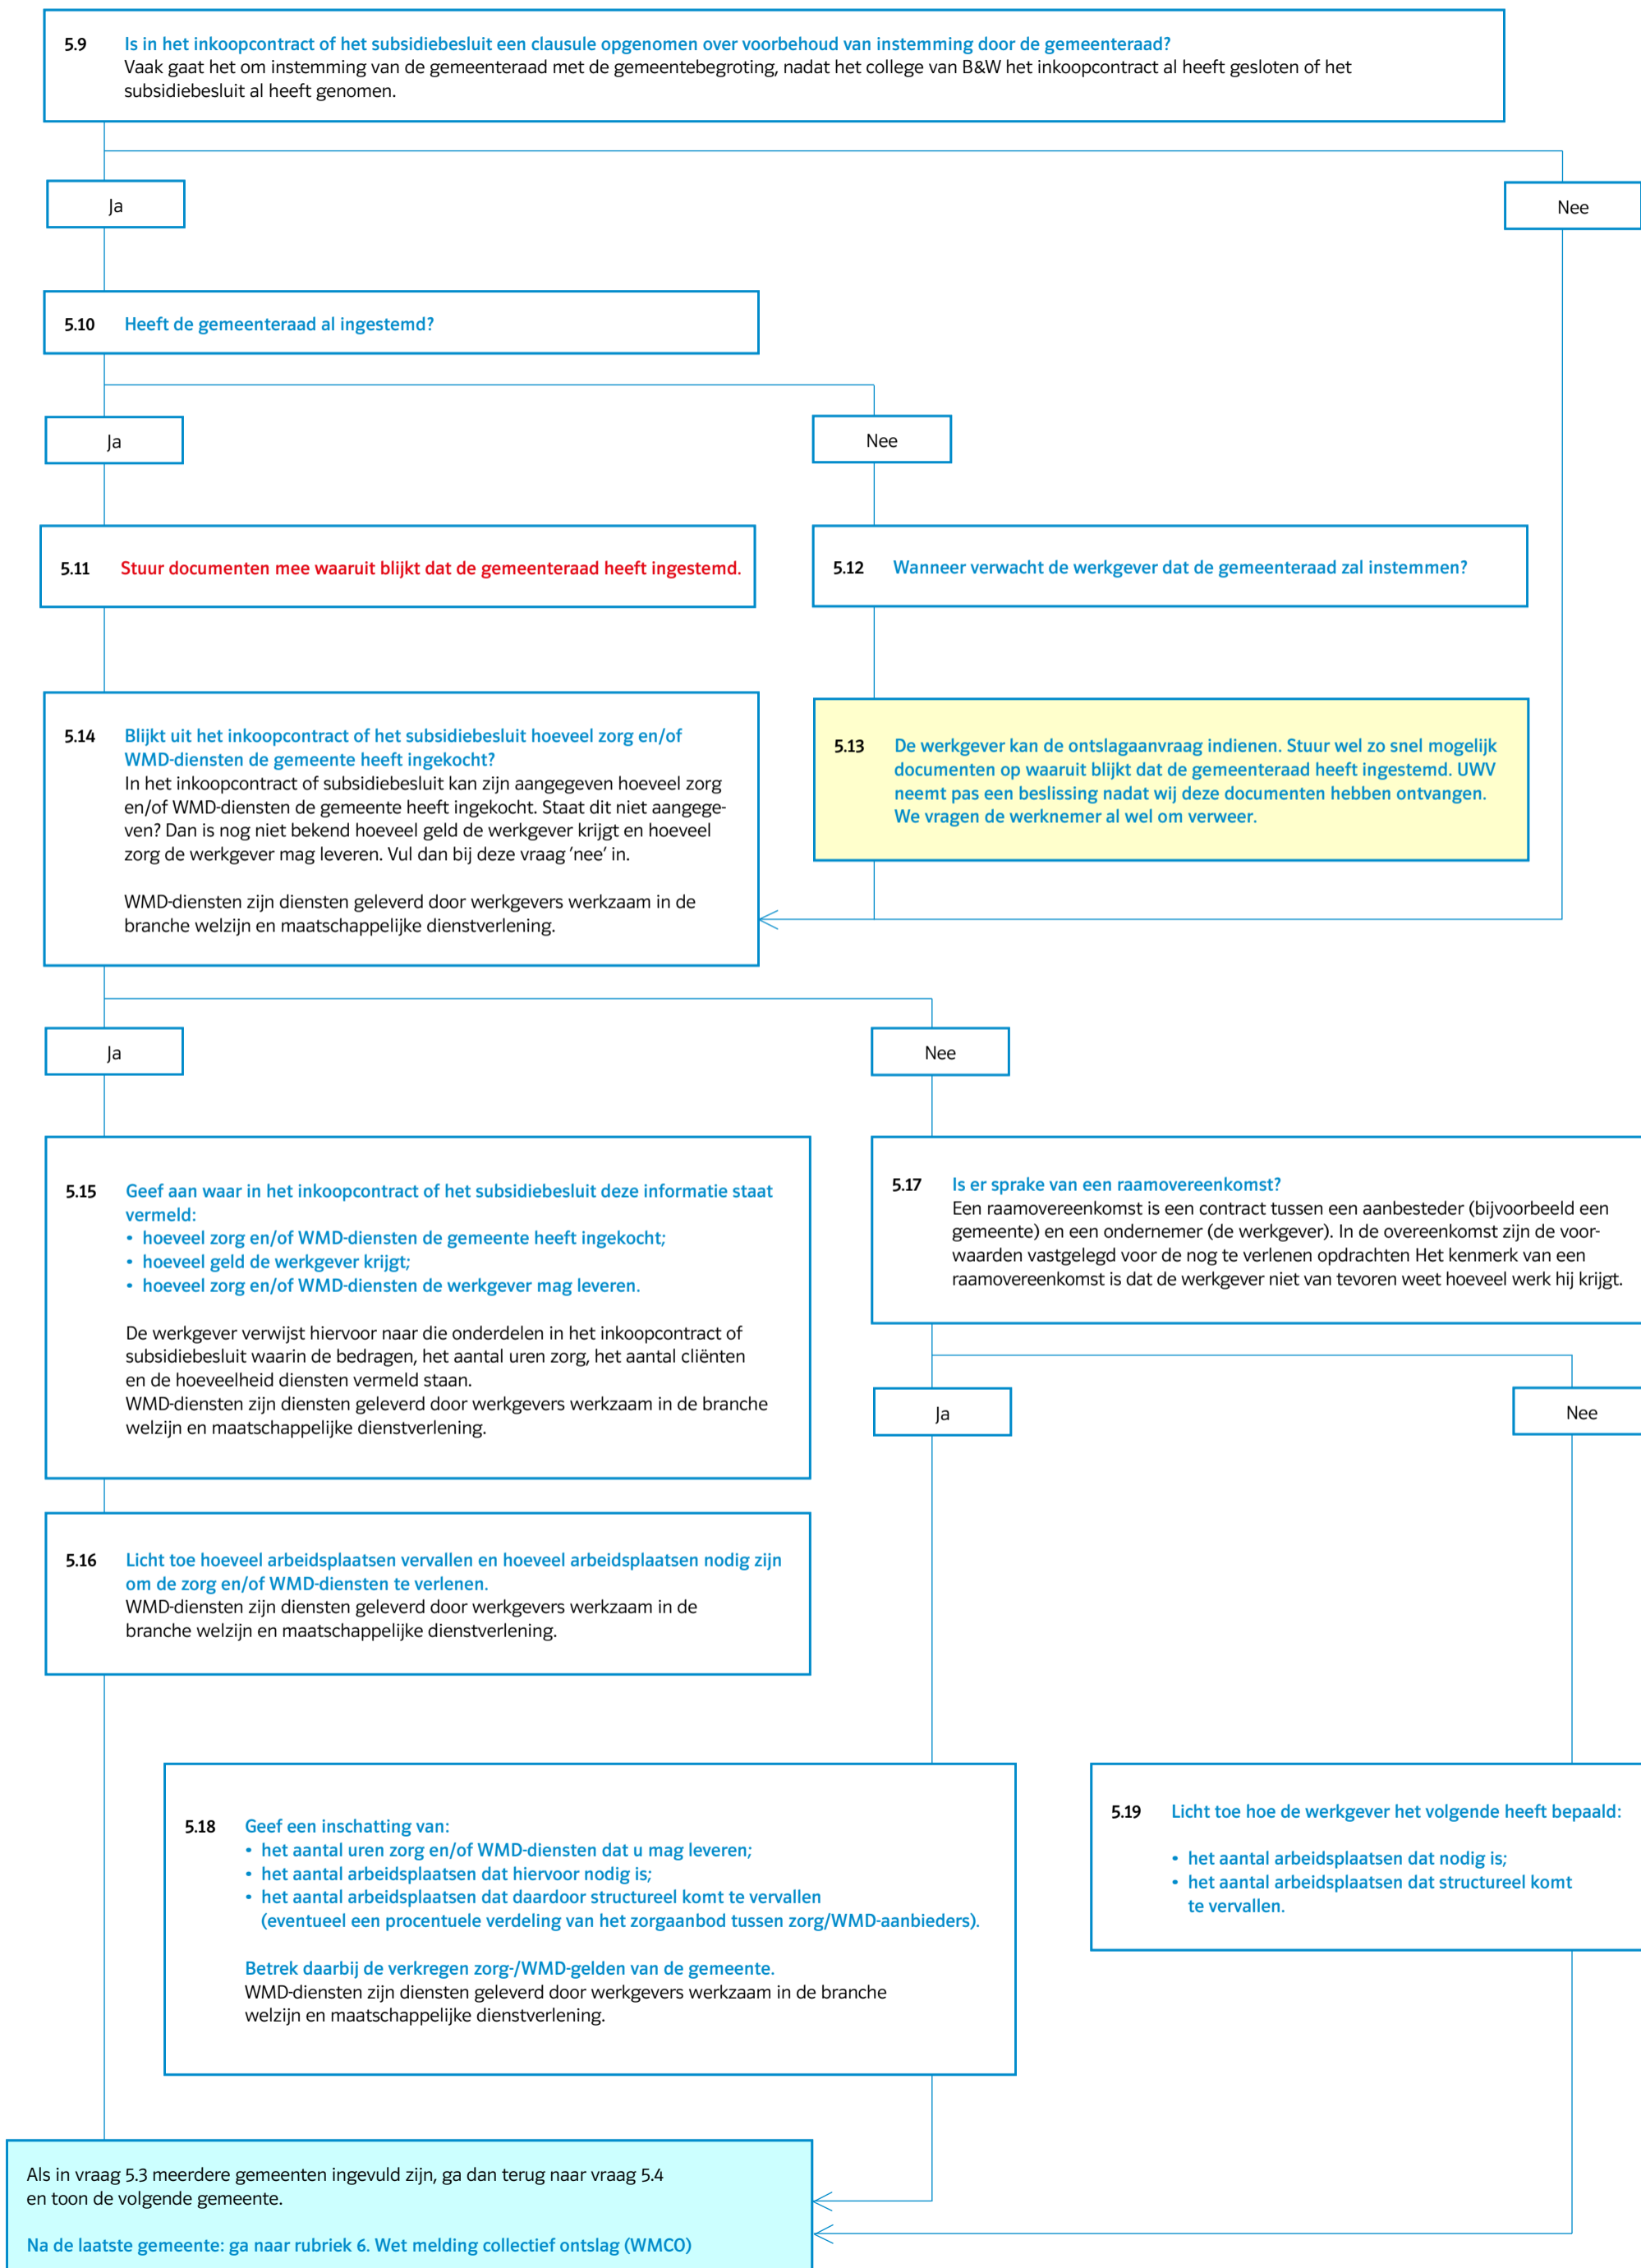 5.9 Is in het inkoopcontract of het subsidiebesluit een clausule opgenomen over voorbehoud van instemming door de gemeenteraad?
Vaak gaat het om instemming van de gemeenteraad met de gemeentebegroting, nadat het college van B&W het inkoopcontract al heeft gesloten of het
subsidiebesluit al heeft genomen.
Ja
Nee
5.10 Heeft de gemeenteraad al ingestemd?
Ja
Nee
5.11 Stuur documenten mee waaruit blijkt dat de gemeenteraad heeft ingestemd.
5.12 Wanneer verwacht de werkgever dat de gemeenteraad zal instemmen?
5.14 Blijkt uit het inkoopcontract of het subsidiebesluit hoeveel zorg en/of
WMD-diensten de gemeente heeft ingekocht?
In het inkoopcontract of subsidiebesluit kan zijn aangegeven hoeveel zorg
en/of WMD-diensten de gemeente heeft ingekocht. Staat dit niet aangege-
ven? Dan is nog niet bekend hoeveel geld de werkgever krijgt en hoeveel
zorg de werkgever mag leveren. Vul dan bij deze vraag ’nee’ in.
WMD-diensten zijn diensten geleverd door werkgevers werkzaam in de
branche welzijn en maatschappelijke dienstverlening.
5.13 De werkgever kan de ontslagaanvraag indienen. Stuur wel zo snel mogelijk
documenten op waaruit blijkt dat de gemeenteraad heeft ingestemd. UWV
neemt pas een beslissing nadat wij deze documenten hebben ontvangen.
We vragen de werknemer al wel om verweer.
Ja
Nee
5.15 Geef aan waar in het inkoopcontract of het subsidiebesluit deze informatie staat
vermeld:
• hoeveel zorg en/of WMD-diensten de gemeente heeft ingekocht;
• hoeveel geld de werkgever krijgt;
• hoeveel zorg en/of WMD-diensten de werkgever mag leveren.
De werkgever verwijst hiervoor naar die onderdelen in het inkoopcontract of
subsidiebesluit waarin de bedragen, het aantal uren zorg, het aantal cliënten
en de hoeveelheid diensten vermeld staan.
WMD-diensten zijn diensten geleverd door werkgevers werkzaam in de branche
welzijn en maatschappelijke dienstverlening.
5.17 Is er sprake van een raamovereenkomst?
Een raamovereenkomst is een contract tussen een aanbesteder (bijvoorbeeld een
gemeente) en een ondernemer (de werkgever). In de overeenkomst zijn de voor-
waarden vastgelegd voor de nog te verlenen opdrachten Het kenmerk van een
raamovereenkomst is dat de werkgever niet van tevoren weet hoeveel werk hij krijgt.
Ja
Nee
5.16 Licht toe hoeveel arbeidsplaatsen vervallen en hoeveel arbeidsplaatsen nodig zijn
om de zorg en/of WMD-diensten te verlenen.
WMD-diensten zijn diensten geleverd door werkgevers werkzaam in de
branche welzijn en maatschappelijke dienstverlening.
5.18 Geef een inschatting van:
• het aantal uren zorg en/of WMD-diensten dat u mag leveren;
• het aantal arbeidsplaatsen dat hiervoor nodig is;
• het aantal arbeidsplaatsen dat daardoor structureel komt te vervallen
(eventueel een procentuele verdeling van het zorgaanbod tussen zorg/WMD-aanbieders).
Betrek daarbij de verkregen zorg-/WMD-gelden van de gemeente.
WMD-diensten zijn diensten geleverd door werkgevers werkzaam in de branche
welzijn en maatschappelijke dienstverlening.
5.19 Licht toe hoe de werkgever het volgende heeft bepaald:
• het aantal arbeidsplaatsen dat nodig is;
• het aantal arbeidsplaatsen dat structureel komt
te vervallen.
Als in vraag 5.3 meerdere gemeenten ingevuld zijn, ga dan terug naar vraag 5.4
en toon de volgende gemeente.
Na de laatste gemeente: ga naar rubriek 6. Wet melding collectief ontslag (WMCO)